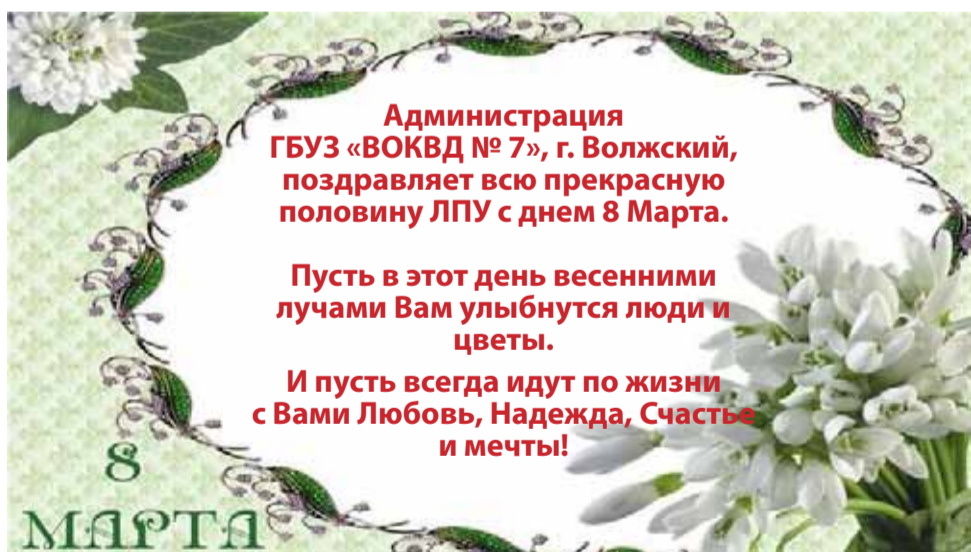 Администрация
ГБУЗ «ВОКВД № 7», г. Волжский,
поздравляет всю прекрасную
половину ЛПУ с днем 8 Марта.
Пусть в этот день весенними
лучами Вам улыбнутся люди и
цветы.
И пусть всегда идут по жизни
с Вами Любовь, Надежда, Счастье
и мечты!
8
МАРТА